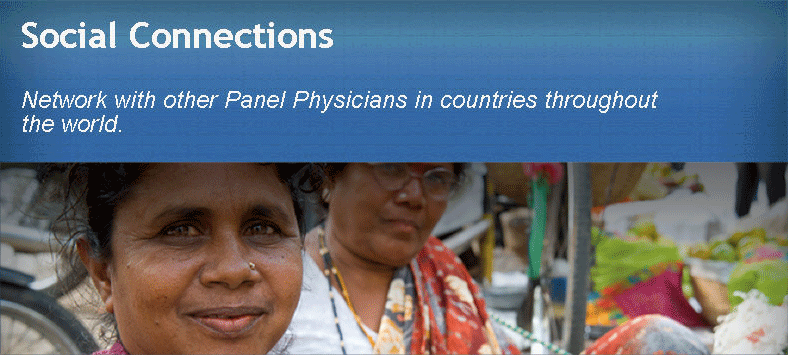 Social Connections
Network with other Panel Physicians in countries throughout
the world.